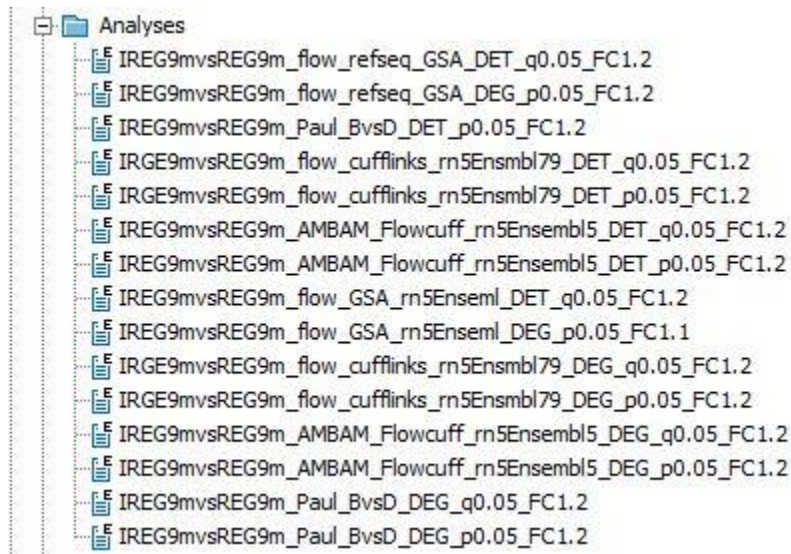 Analyses
IREG9mvsREG9m_flow_refseq_GSA_DET_q0.05_FC1.2
IREG9mvsREG9m_flow_refseq_GSA_DEG_p0.05_FC1.2
IREG9mvsREG9m_Paul_BvsD_DET_p0.05_FC1.2
IRGE9mvsREG9m_flow_cufflinks_rn5Ensmbl79_DET_q0.05_FC1.2
IRGE9mvsREG9m_flow_cufflinks_rn5Ensmbl79_DET_p0.05_FC1.2
IREG9mvsREG9m_AMBAM_Flowcuff_rn5Ensembl5_DET_q0.05_FC1.2
IREG9mvsREG9m_AMBAM_Flowcuff_rn5Ensembl5_DET_p0.05_FC1.2
IREG9mvsREG9m_flow_GSA_rn5Enseml_DET_q0.05_FC1.2
IREG9mvsREG9m_flow_GSA_rn5Enseml_DEG_p0.05_FC1.1
IRGE9mvsREG9m_flow_cufflinks_rn5Ensmbl79_DEG_q0.05_FC1.2
IRGE9mvsREG9m_flow_cufflinks_rn5Ensmbl79_DEG_p0.05_FC1.2
IREG9mvsREG9m_AMBAM_Flowcuff_rn5Ensembl5_DEG_q0.05_FC1.2
IREG9mvsREG9m_AMBAM_Flowcuff_rn5Ensembl5_DEG_p0.05_FC1.2
IREG9mvsREG9m_Paul_BvsD_DEG_q0.05_FC1.2
IREG9mvsREG9m_Paul_BvsD_DEG_p0.05_FC1.2